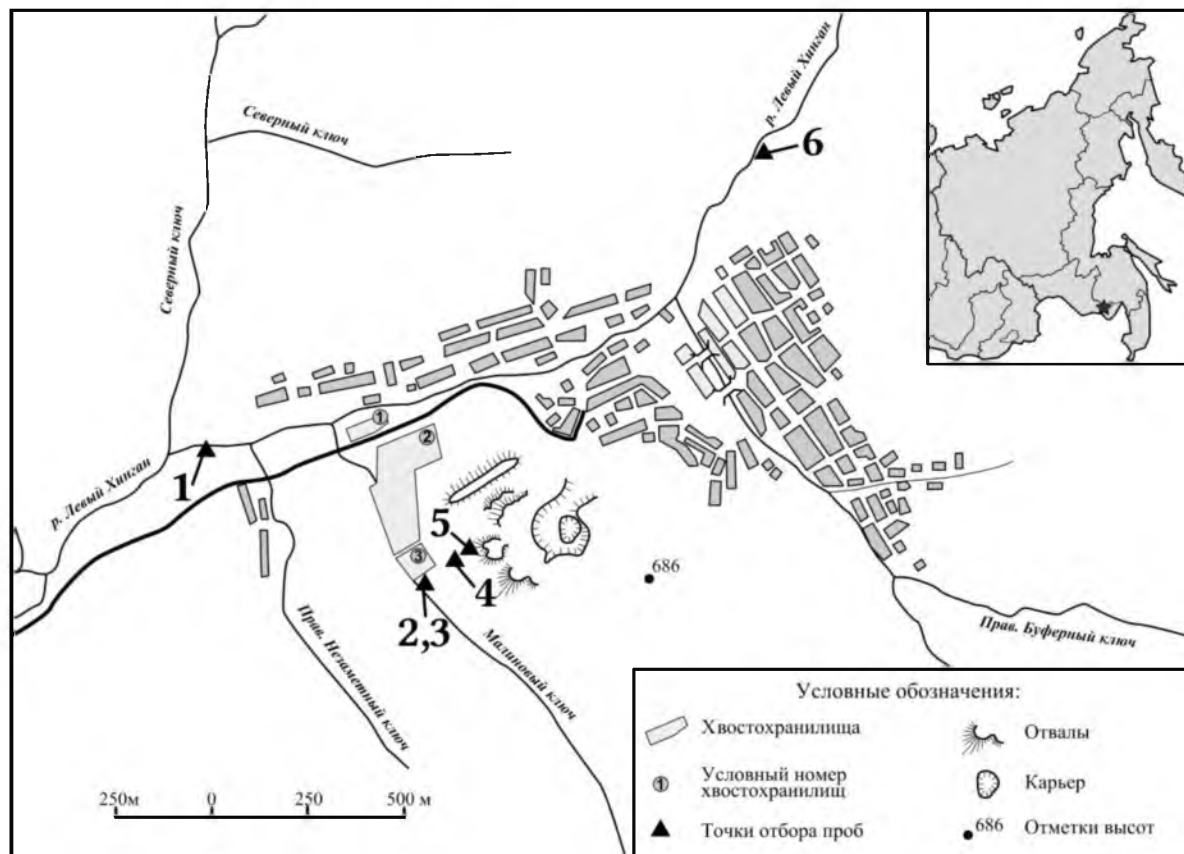 р. Левый Хинган
6
Северный ключ
Северный ключ
1
2
1
р. Левый Хинган
5
3
4
686
2,3
Прав. Незаметный ключ
Малиновый ключ
Прав. Буферный ключ
250м 0 250 500 м
Условные обозначения:
Хвостохранилища
1 Условный номер
хвостохранилищ
Точки отбора проб
Отвалы
Карьер
686 Отметки высот